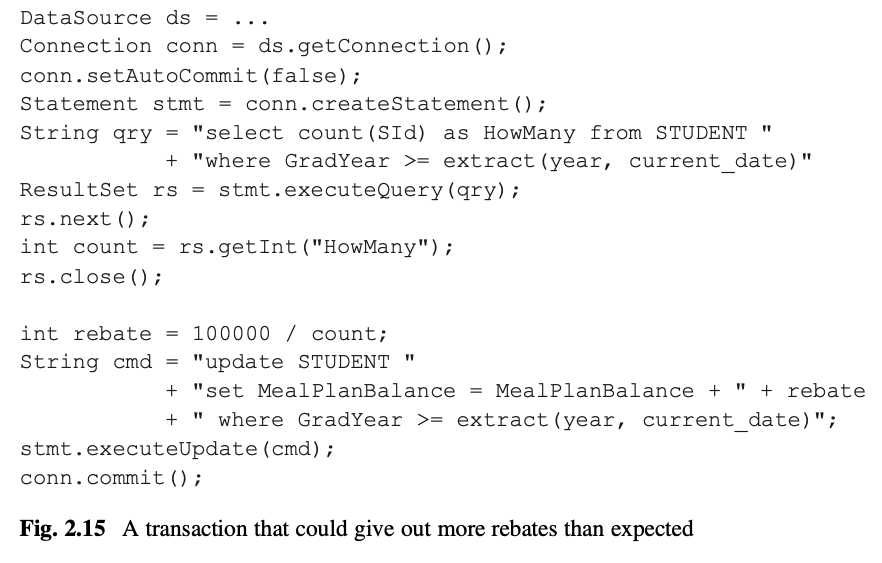 DataSource ds = ...
Connection conn = ds.getConnection();
conn.setAutoCommit(false);
Statement stmt = conn.createStatement();
String qry = "select count(SId) as HowMany from STUDENT "
           + "where GradYear >= extract(year, current_date)"
ResultSet rs = stmt.executeQuery(qry);
rs.next();
int count = rs.getInt("HowMany");
rs.close();

int rebate = 100000 / count;
String cmd = "update STUDENT "
           + "set MealPlanBalance = MealPlanBalance + " + rebate
           + " where GradYear >= extract(year, current_date)";
stmt.executeUpdate(cmd);
conn.commit();

Fig. 2.15 A transaction that could give out more rebates than expected